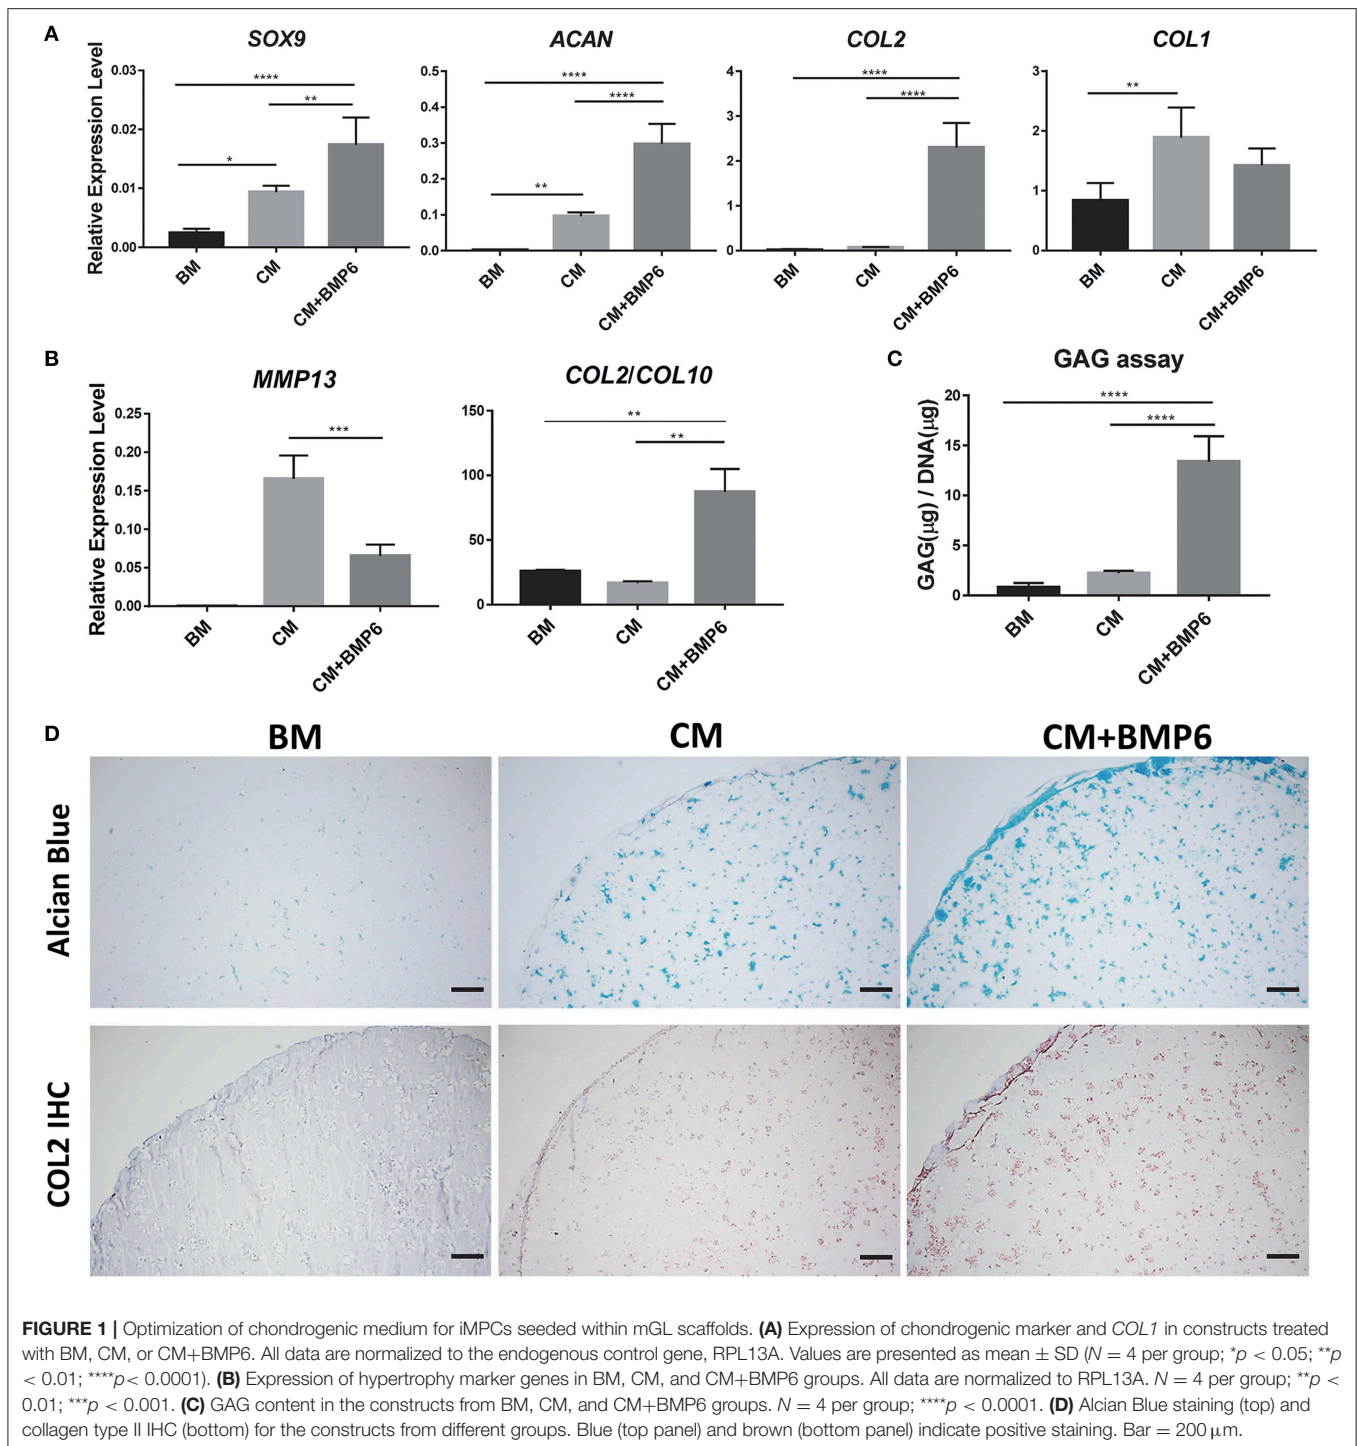 A
SOX9
ACAN
COL2
COL1
Relative Expression Level
0.03
0.02
0.01
0.00
****
**
*
BM
CM
CM+BMP6
0.5
0.4
0.3
0.2
0.1
0.0
****
****
**
BM
CM
CM+BMP6
4
3
2
1
0
****
****
BM
CM
CM+BMP6
3
2
1
0
**
BM
CM
CM+BMP6
B
MMP13
Relative Expression Level
0.25
0.20
0.15
0.10
0.05
0.00
***
BM
CM
CM+BMP6
COL2/COL10
150
100
50
0
**
**
BM
CM
CM+BMP6
C
GAG assay
GAG(μg) / DNA(μg)
20
15
10
5
0
****
****
BM
CM
CM+BMP6
D
BM
CM
CM+BMP6
Alcian Blue
COL2 IHC
FIGURE 1 | Optimization of chondrogenic medium for iMPCs seeded within mGL scaffolds. (A) Expression of chondrogenic marker and COL1 in constructs treated
with BM, CM, or CM+BMP6. All data are normalized to the endogenous control gene, RPL13A. Values are presented as mean ± SD (N = 4 per group; *p < 0.05; **p
< 0.01; ****p< 0.0001). (B) Expression of hypertrophy marker genes in BM, CM, and CM+BMP6 groups. All data are normalized to RPL13A. N = 4 per group; **p <
0.01; ***p < 0.001. (C) GAG content in the constructs from BM, CM, and CM+BMP6 groups. N = 4 per group; ****p < 0.0001. (D) Alcian Blue staining (top) and
collagen type II IHC (bottom) for the constructs from different groups. Blue (top panel) and brown (bottom panel) indicate positive staining. Bar = 200 μm.